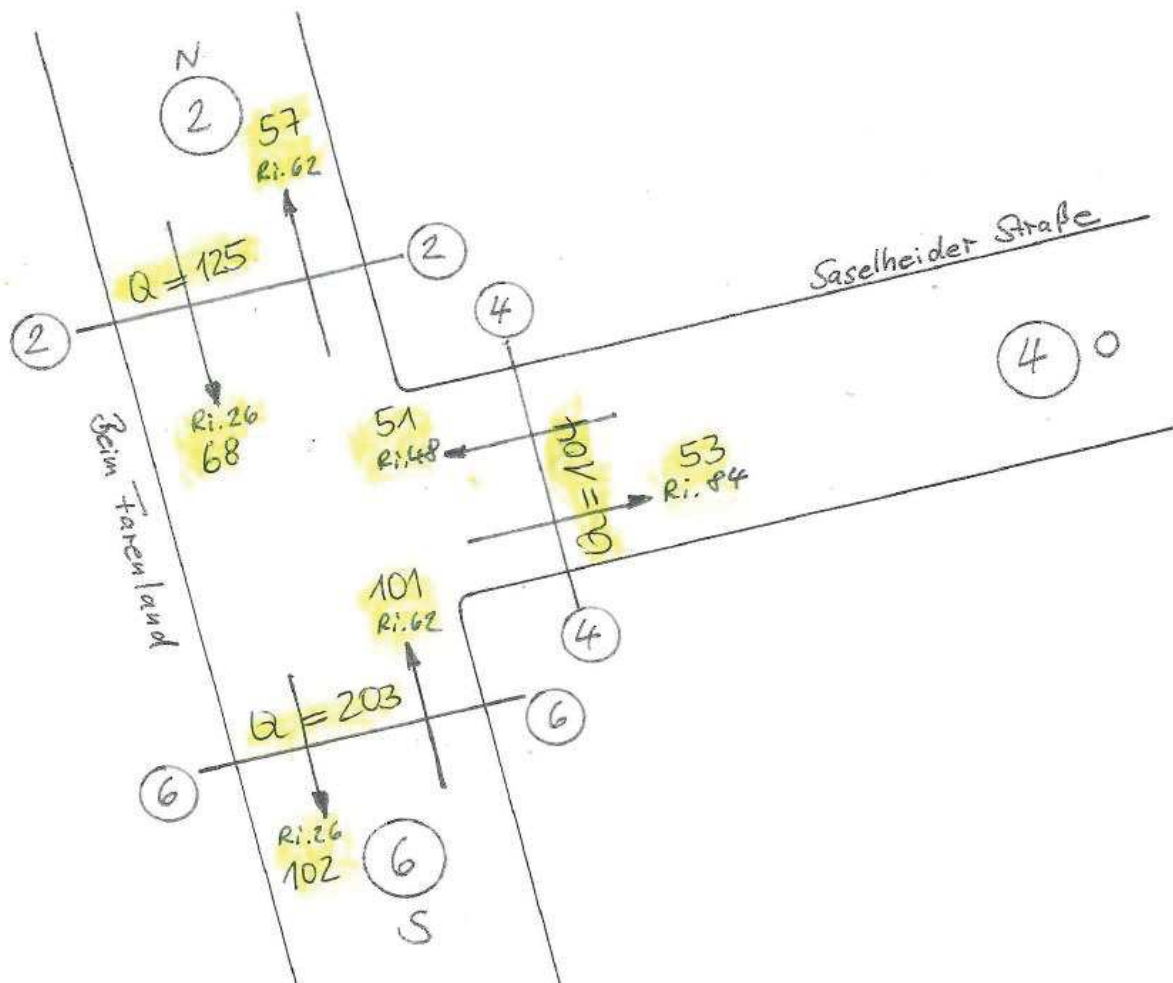 N
2
57
Ri.62
Q = 125
2
2
Ri.26
68
Beim Farenland
Saselheider Straße
4
4 O
51
Ri.48
Q = 104
53
Ri.84
4
101
Ri.62
Q = 203
6
6
Ri.26
102
6
S